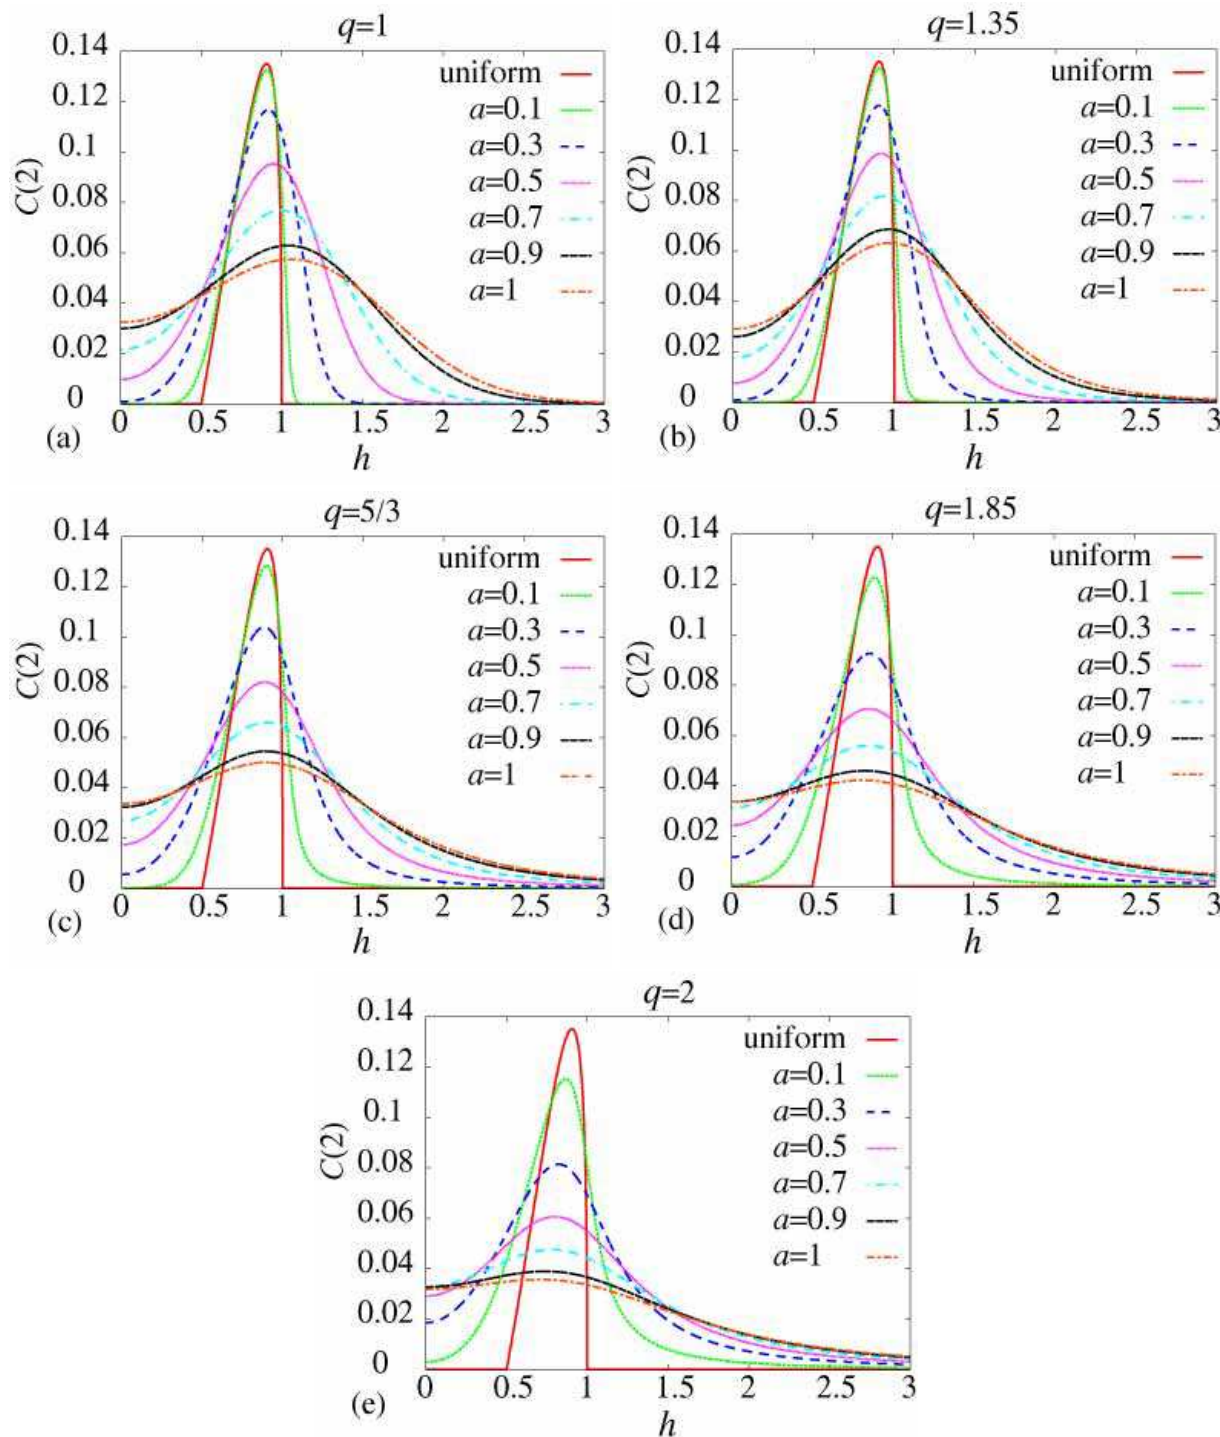 q=1
0.14
0.12
0.1
0.08
0.06
0.04
0.02
0
C(2)
uniform
a=0.1
a=0.3
a=0.5
a=0.7
a=0.9
a=1
0 0.5 1 1.5 2 2.5 3
(a)
h
q=1.35
0.14
0.12
0.1
0.08
0.06
0.04
0.02
0
C(2)
uniform
a=0.1
a=0.3
a=0.5
a=0.7
a=0.9
a=1
0 0.5 1 1.5 2 2.5 3
(b)
h
q=5/3
0.14
0.12
0.1
0.08
0.06
0.04
0.02
0
C(2)
uniform
a=0.1
a=0.3
a=0.5
a=0.7
a=0.9
a=1
0 0.5 1 1.5 2 2.5 3
(c)
h
q=1.85
0.14
0.12
0.1
0.08
0.06
0.04
0.02
0
C(2)
uniform
a=0.1
a=0.3
a=0.5
a=0.7
a=0.9
a=1
0 0.5 1 1.5 2 2.5 3
(d)
h
q=2
0.14
0.12
0.1
0.08
0.06
0.04
0.02
0
C(2)
uniform
a=0.1
a=0.3
a=0.5
a=0.7
a=0.9
a=1
0 0.5 1 1.5 2 2.5 3
(e)
h